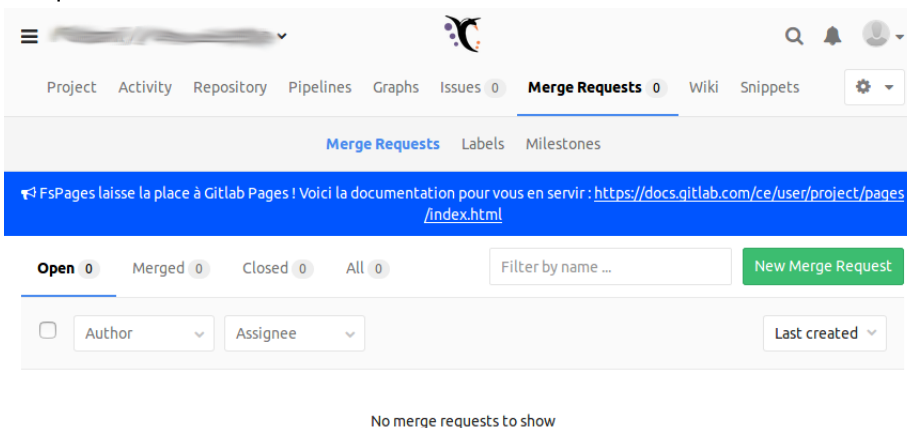 Project Activity Repository Pipelines Graphs Issues 0 Merge Requests 0 Wiki Snippets
Merge Requests Labels Milestones
FsPages laisse la place à Gitlab Pages ! Voici la documentation pour vous en servir : https://docs.gitlab.com/ce/user/project/pages
/index.html
Open 0 Merged 0 Closed 0 All 0 Filter by name ... New Merge Request
Author Assignee Last created
No merge requests to show